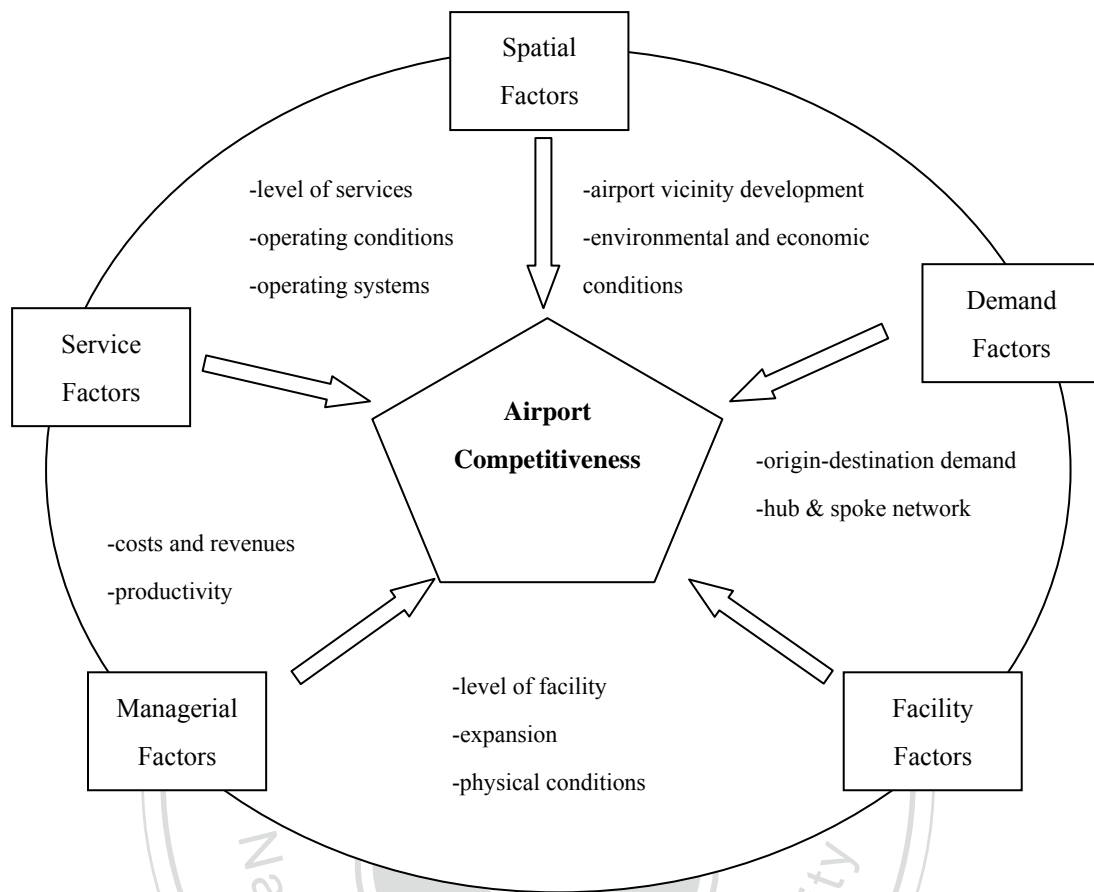 Spatial
Factors
-level of services
-operating conditions
-operating systems
-airport vicinity development
-environmental and economic
conditions
Service
Factors
Demand
Factors
Airport
Competitiveness
-origin-destination demand
-hub & spoke network
-costs and revenues
-productivity
Managerial
Factors
-level of facility
-expansion
-physical conditions
Facility
Factors